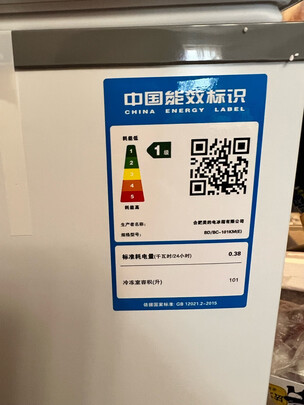 中国能效标识
CHINA ENERGY LABEL
耗能最低
1 1级
2
3
4
5
耗能最高
生产者名称: 合肥美的电冰箱有限公司
规格型号: BD/BC-101KM(E)
标准耗电量(千瓦时/24小时) 0.38
冷冻室容积(升) 101
依据国家标准: GB 12021.2-2015